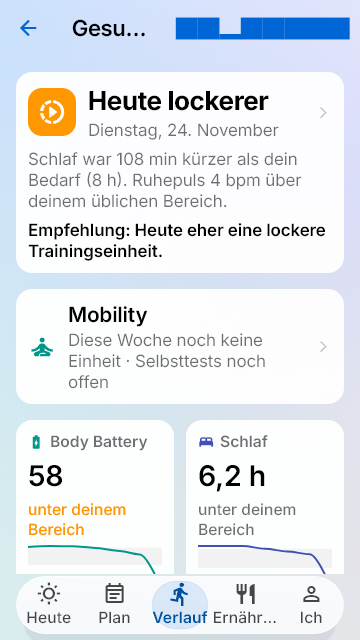 Gesu...
Heute lockerer
Dienstag, 24. November
Schlaf war 108 min kürzer als dein
Bedarf (8 h). Ruhepuls 4 bpm über
deinem üblichen Bereich.
Empfehlung: Heute eher eine lockere
Trainingseinheit.
Mobility
Diese Woche noch keine
Einheit · Selbsttests noch
offen
Body Battery
58
unter deinem
Bereich
Schlaf
6,2 h
unter deinem
Bereich
Heute
Plan
Verlauf
Ernähr...
Ich